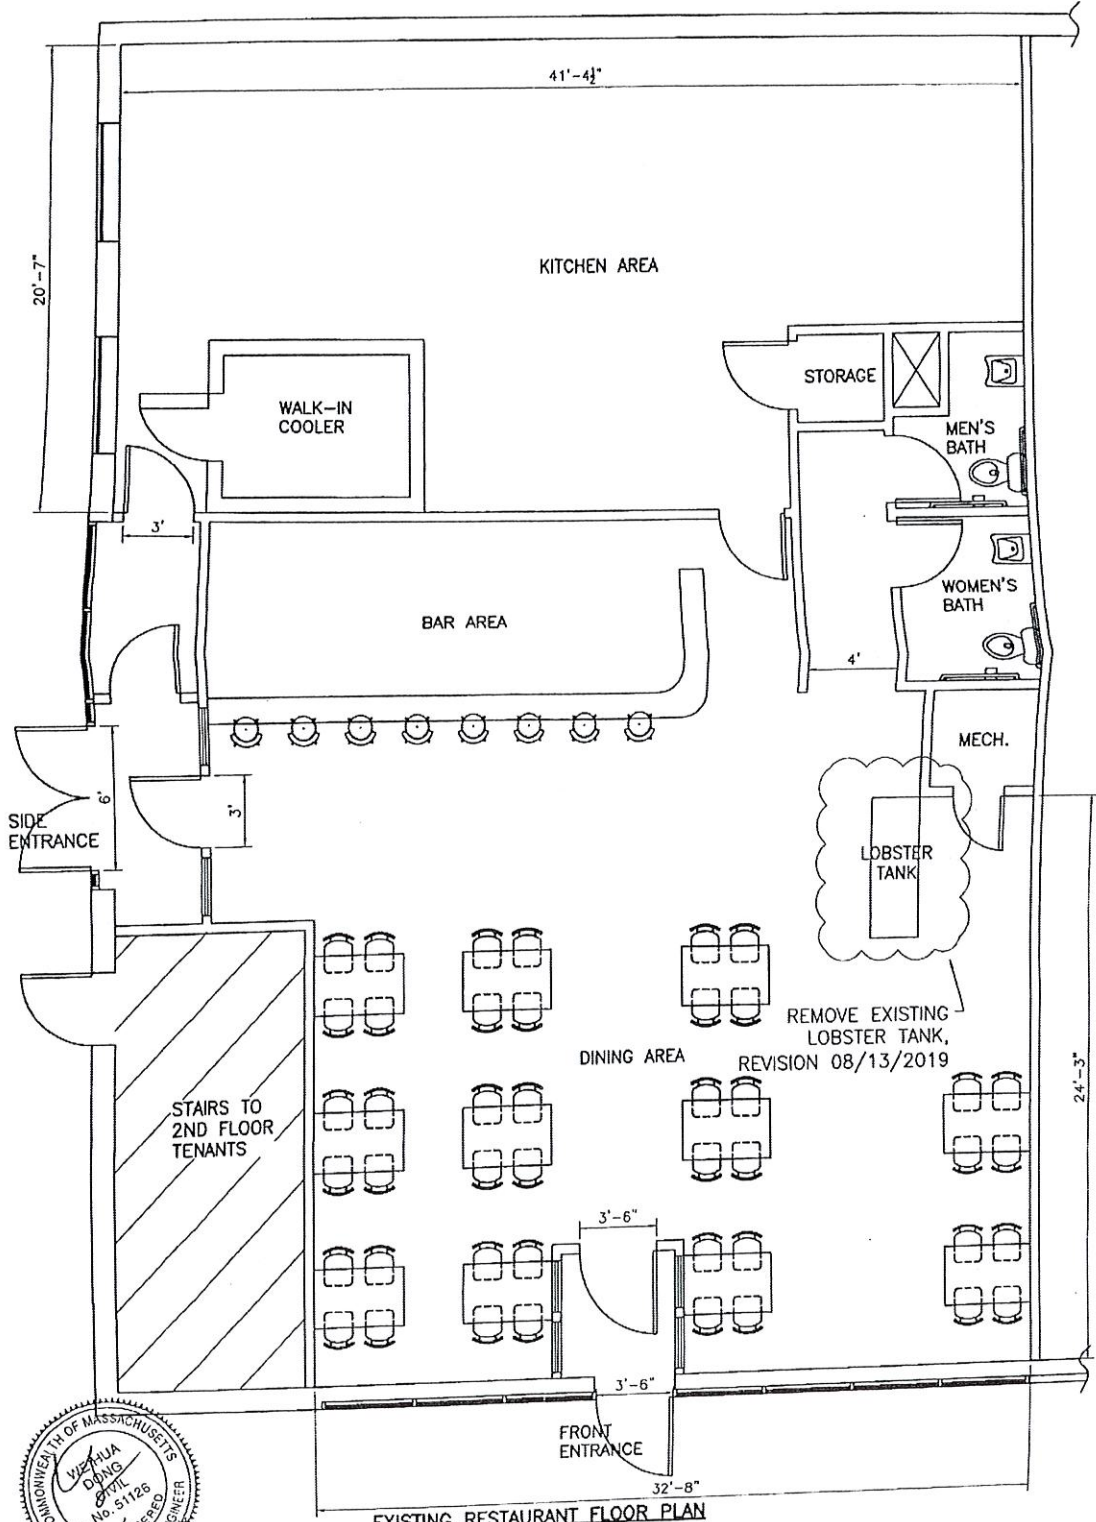 41'-4½"
20'-7"
KITCHEN AREA
STORAGE
WALK-IN
COOLER
MEN'S
BATH
3'
WOMEN'S
BATH
BAR AREA
4'
MECH.
6'
3'
SIDE
ENTRANCE
LOBSTER
TANK
REMOVE EXISTING
LOBSTER TANK,
REVISION 08/13/2019
DINING AREA
24'-3"
STAIRS TO
2ND FLOOR
TENANTS
3'-6"
3'-6"
FRONT
ENTRANCE
32'-8"
EXISTING RESTAURANT FLOOR PLAN
OF MASSACHUSETTS
WEIHUA
DONG
CIVIL
No. 51126